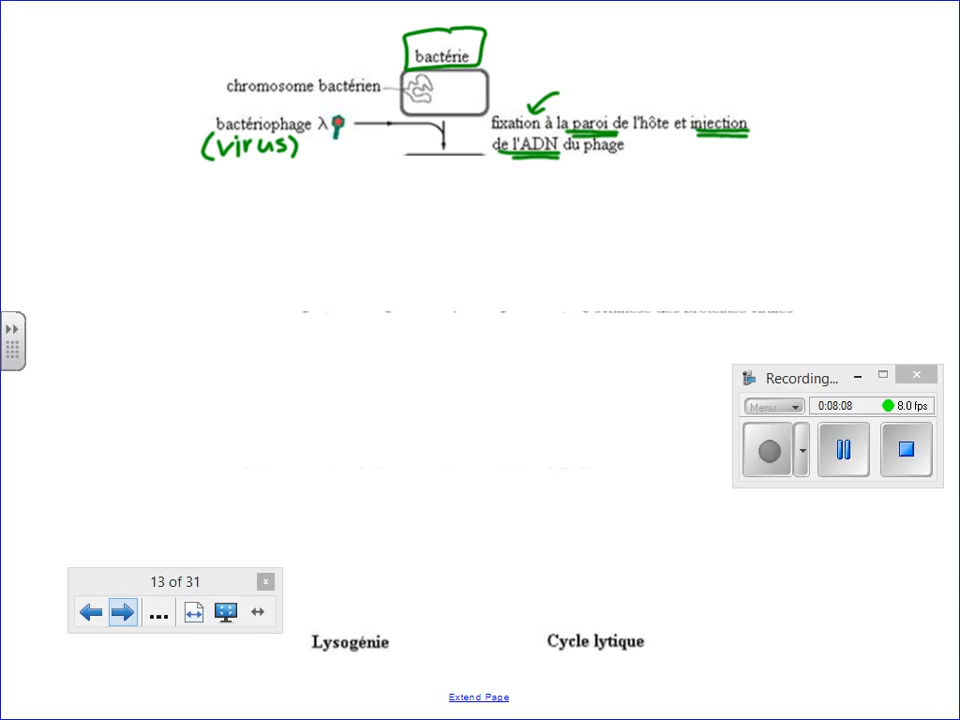 bactérie
chromosome bactérien
bactériophage λ
(virus)
fixation à la paroi de l'hôte et injection
de l'ADN du phage
Recording...
Menu
0:08:08
8.0 fps
13 of 31
Lysogénie
Cycle lytique
Extend Page